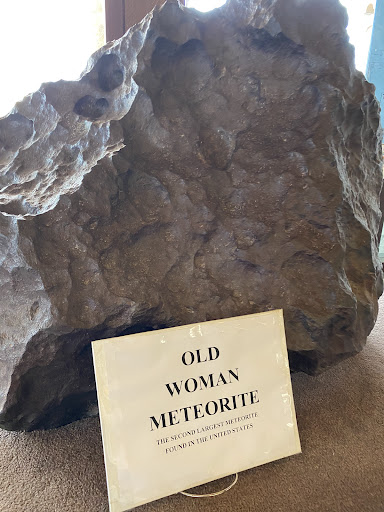 OLD
WOMAN
METEORITE
THE SECOND LARGEST METEORITE
FOUND IN THE UNITED STATES